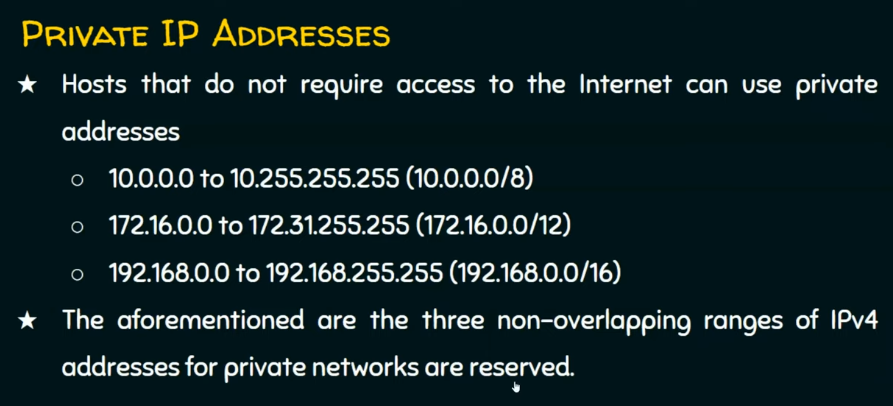 Private IP Addresses
★ Hosts that do not require access to the Internet can use private
addresses
○ 10.0.0.0 to 10.255.255.255 (10.0.0.0/8)
○ 172.16.0.0 to 172.31.255.255 (172.16.0.0/12)
○ 192.168.0.0 to 192.168.255.255 (192.168.0.0/16)
★ The aforementioned are the three non-overlapping ranges of IPv4
addresses for private networks are reserved.